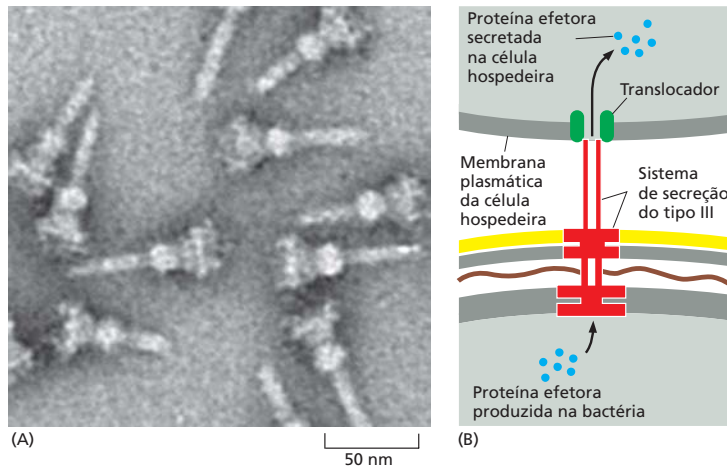 Proteína efetora
secretada
na célula
hospedeira
Translocador
Membrana
plasmática
da célula
hospedeira
Sistema
de secreção
do tipo III
Proteína efetora
produzida na bactéria
(A)
50 nm
(B)